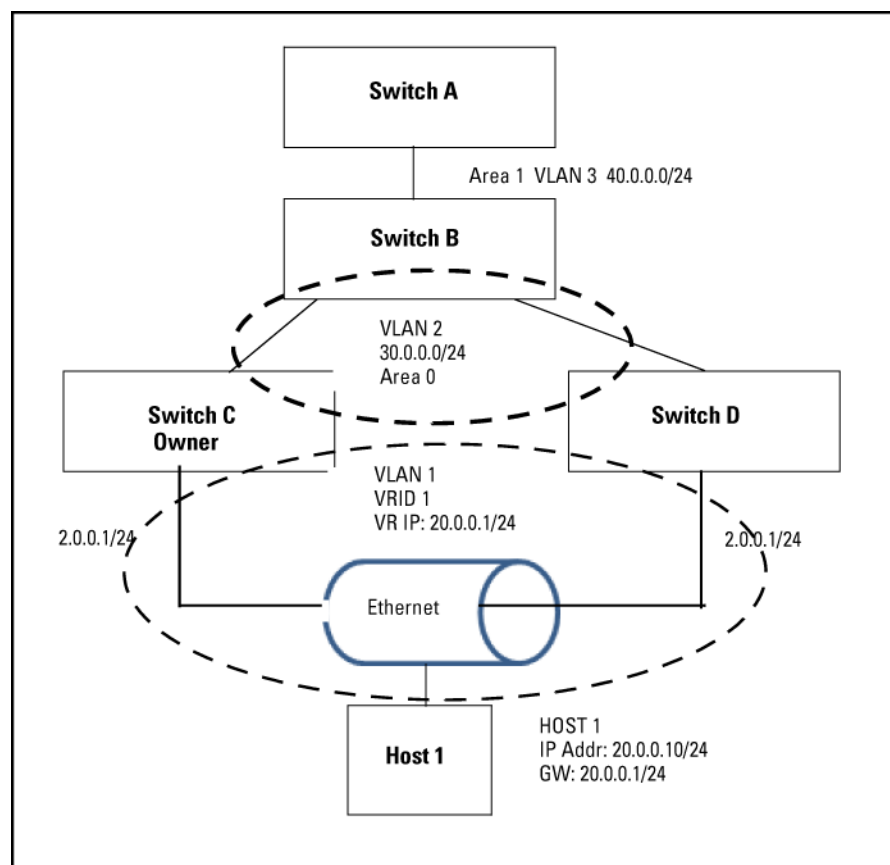 Switch A
Area 1 VLAN 3 40.0.0.0/24
Switch B
VLAN 2
30.0.0.0/24
Area 0
Switch C
Owner
Switch D
VLAN 1
VRID 1
VR IP: 20.0.0.1/24
2.0.0.1/24
2.0.0.1/24
Ethernet
Host 1
HOST 1
IP Addr: 20.0.0.10/24
GW: 20.0.0.1/24